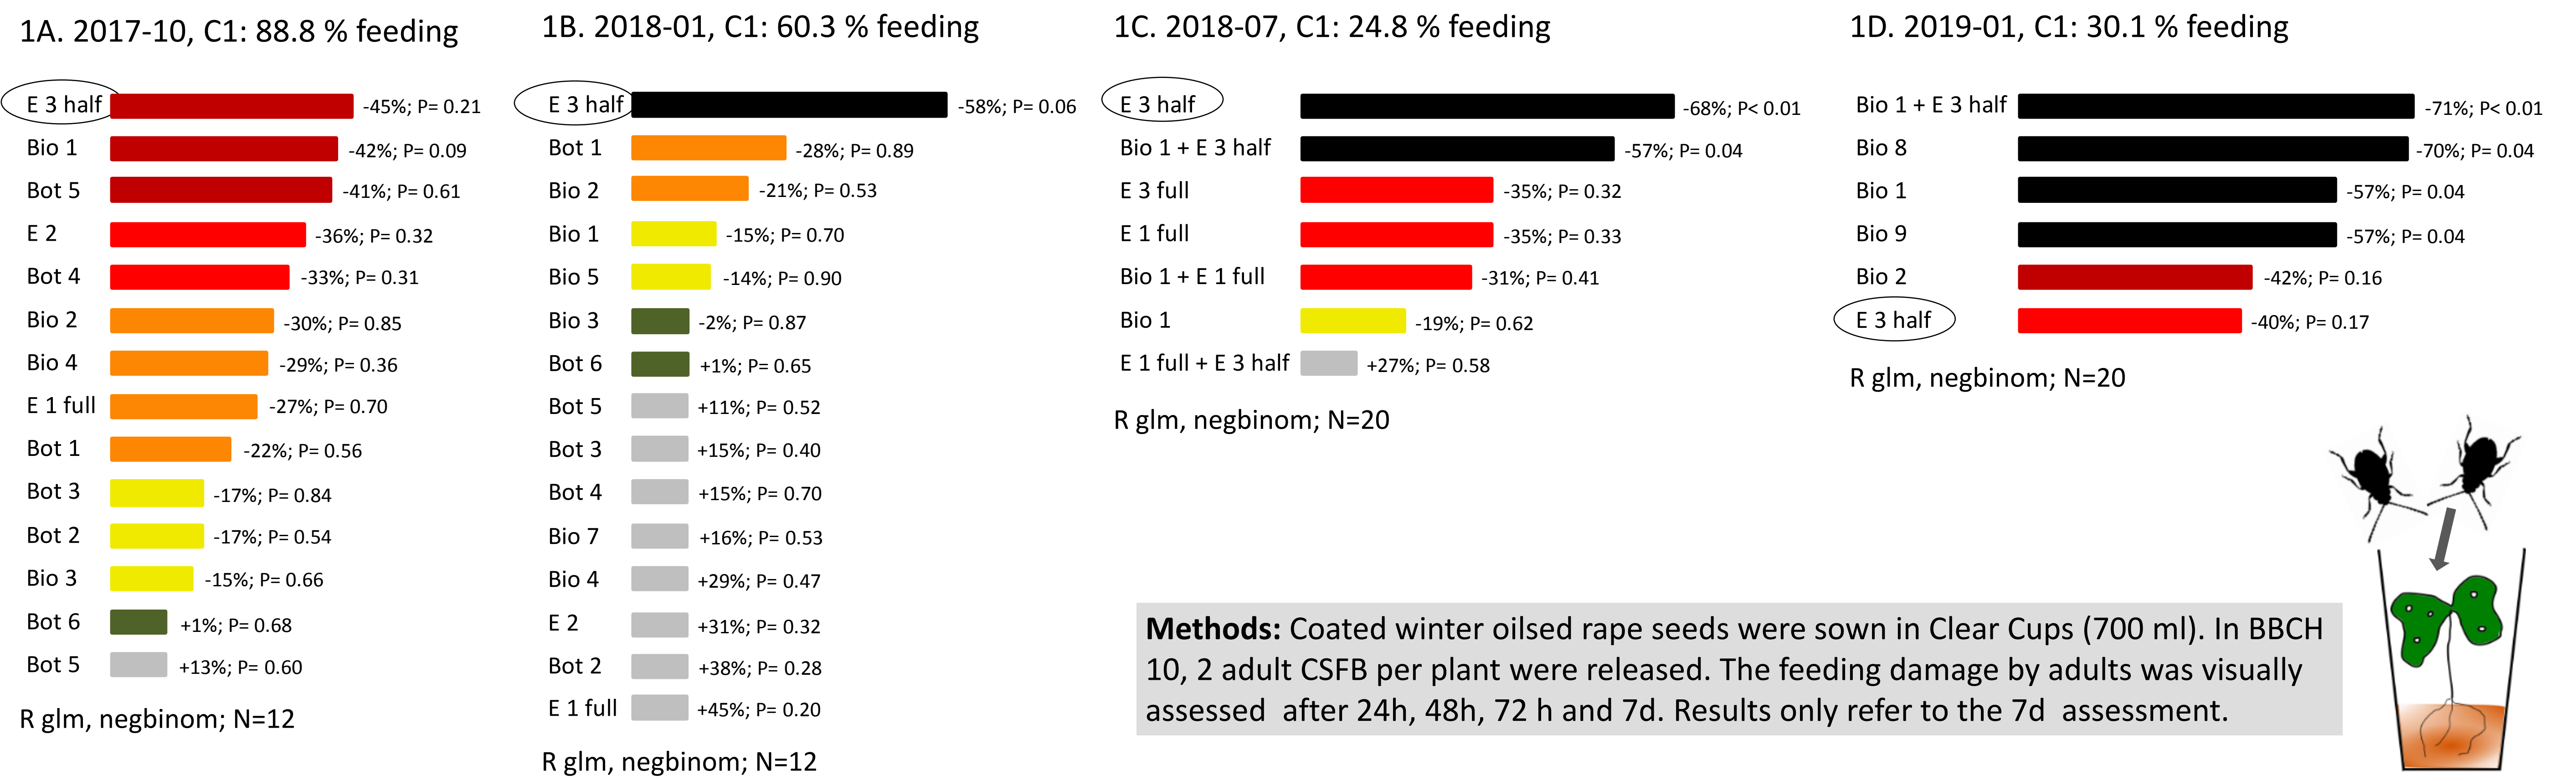 1A. 2017-10, C1: 88.8 % feeding
E 3 half -45%; P= 0.21
Bio 1 -42%; P= 0.09
Bot 5 -41%; P= 0.61
E 2 -36%; P= 0.32
Bot 4 -33%; P= 0.31
Bio 2 -30%; P= 0.85
Bio 4 -29%; P= 0.36
E 1 full -27%; P= 0.70
Bot 1 -22%; P= 0.56
Bot 3 -17%; P= 0.84
Bot 2 -17%; P= 0.54
Bio 3 -15%; P= 0.66
Bot 6 +1%; P= 0.68
Bot 5 +13%; P= 0.60
R glm, negbinom; N=12
1B. 2018-01, C1: 60.3 % feeding
E 3 half -58%; P= 0.06
Bot 1 -28%; P= 0.89
Bio 2 -21%; P= 0.53
Bio 1 -15%; P= 0.70
Bio 5 -14%; P= 0.90
Bio 3 -2%; P= 0.87
Bot 6 +1%; P= 0.65
Bot 5 +11%; P= 0.52
Bot 3 +15%; P= 0.40
Bot 4 +15%; P= 0.70
Bio 7 +16%; P= 0.53
Bio 4 +29%; P= 0.47
E 2 +31%; P= 0.32
Bot 2 +38%; P= 0.28
E 1 full +45%; P= 0.20
R glm, negbinom; N=12
1C. 2018-07, C1: 24.8 % feeding
E 3 half -68%; P< 0.01
Bio 1 + E 3 half -57%; P= 0.04
E 3 full -35%; P= 0.32
E 1 full -35%; P= 0.33
Bio 1 + E 1 full -31%; P= 0.41
Bio 1 -19%; P= 0.62
E 1 full + E 3 half +27%; P= 0.58
R glm, negbinom; N=20
1D. 2019-01, C1: 30.1 % feeding
Bio 1 + E 3 half -71%; P< 0.01
Bio 8 -70%; P= 0.04
Bio 1 -57%; P= 0.04
Bio 9 -57%; P= 0.04
Bio 2 -42%; P= 0.16
E 3 half -40%; P= 0.17
R glm, negbinom; N=20
Methods: Coated winter oilsed rape seeds were sown in Clear Cups (700 ml). In BBCH
10, 2 adult CSFB per plant were released. The feeding damage by adults was visually
assessed after 24h, 48h, 72 h and 7d. Results only refer to the 7d assessment.